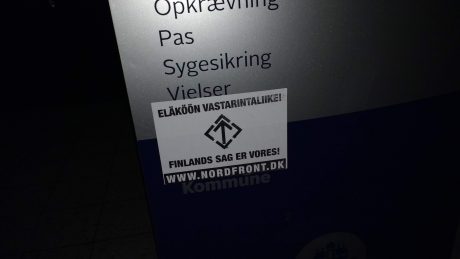 Opkrævning
Pas
Sygesikring
Vielser
ELÄKÖÖN VASTARINTALIIKE!
FINLANDS SAG ER VORES!
WWW.NORDFRONT.DK
Kommune